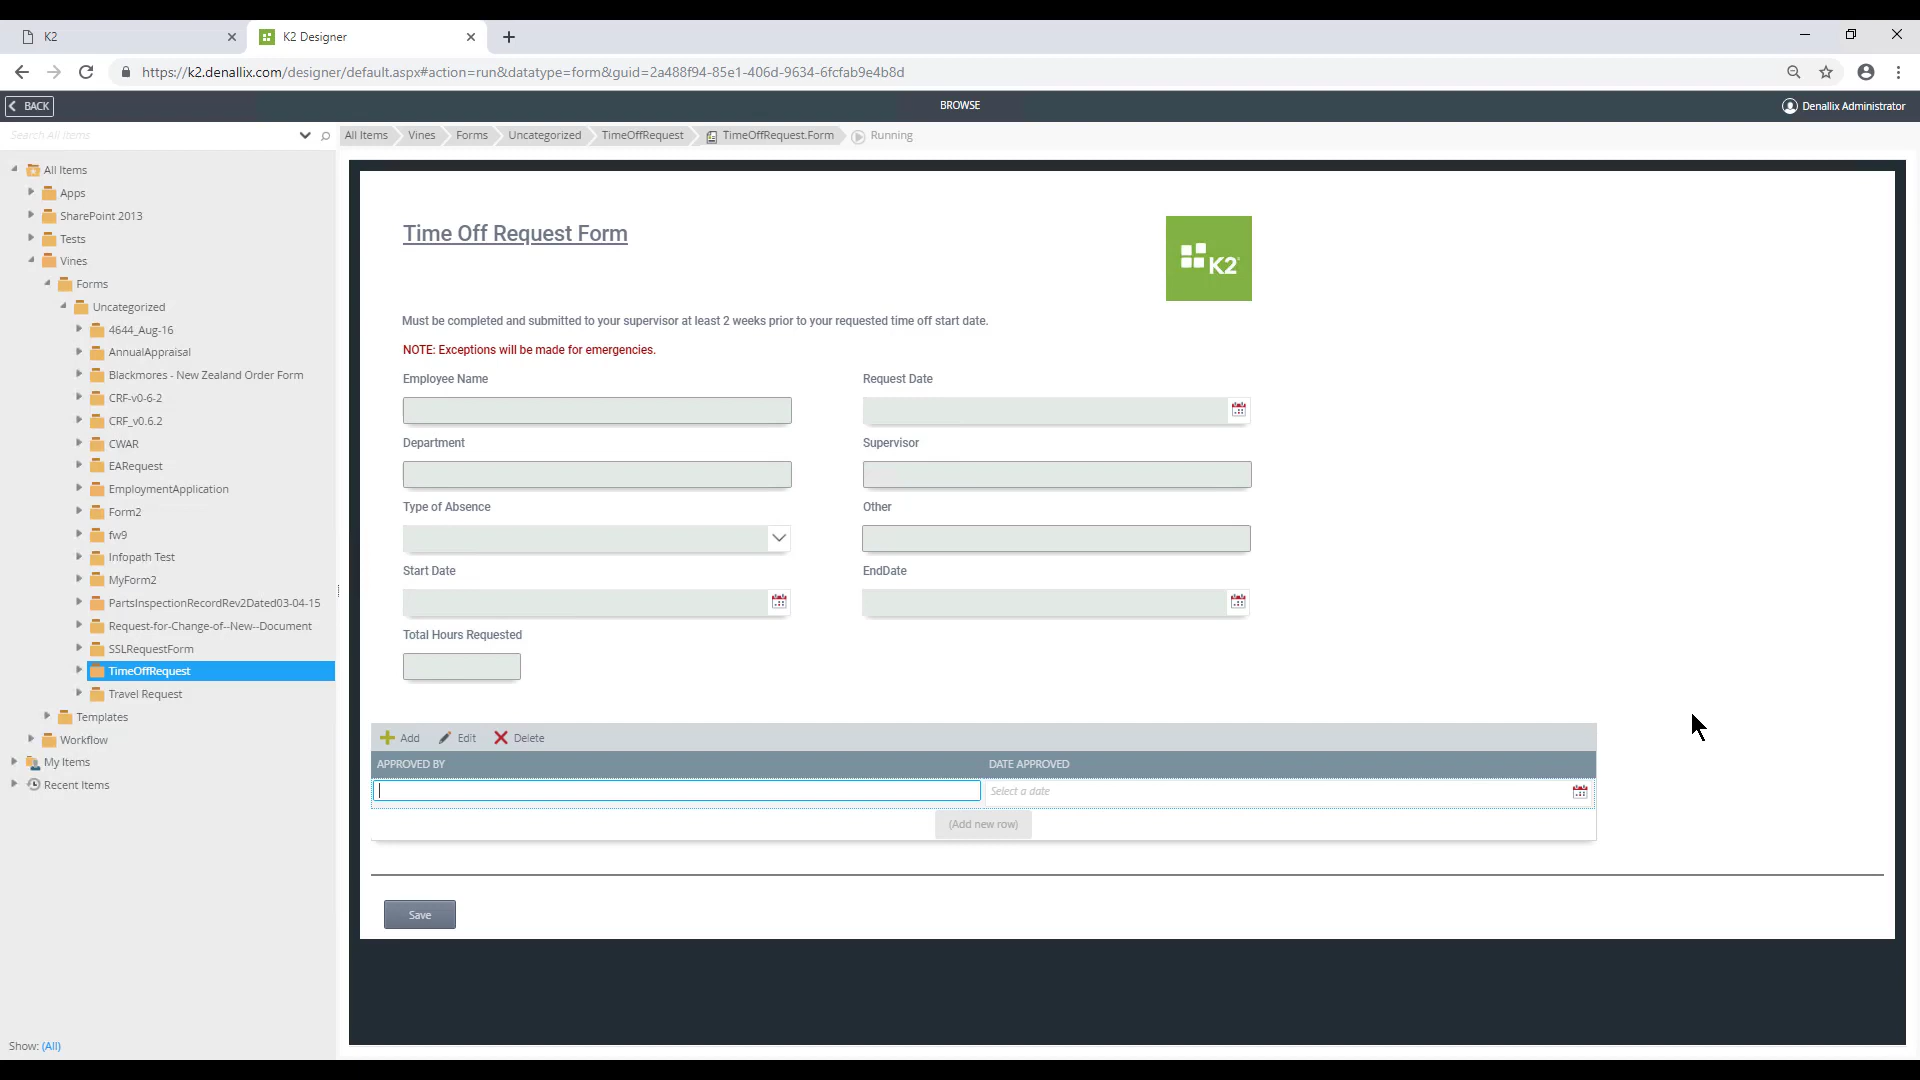 K2
K2 Designer
https://k2.denallix.com/designer/default.aspx#action=run&datatype=form&guid=2a488f94-85e1-406d-9634-6fcfab9e4b8d
BACK
BROWSE
Denallix Administrator
Search All Items
All Items
Vines
Forms
Uncategorized
TimeOffRequest
TimeOffRequest.Form
Running
All Items
Apps
SharePoint 2013
Tests
Vines
Forms
Uncategorized
4644_Aug-16
AnnualAppraisal
Blackmores - New Zealand Order Form
CRF-v0-6-2
CRF_v0.6.2
CWAR
EARequest
EmploymentApplication
Form2
fw9
Infopath Test
MyForm2
PartsInspectionRecordRev2Dated03-04-15
Request-for-Change-of--New--Document
SSLRequestForm
TimeOffRequest
Travel Request
Templates
Workflow
My Items
Recent Items
Show: (All)
Time Off Request Form
K2
Must be completed and submitted to your supervisor at least 2 weeks prior to your requested time off start date.
NOTE: Exceptions will be made for emergencies.
Employee Name
Request Date
Department
Supervisor
Type of Absence
Other
Start Date
EndDate
Total Hours Requested
Add
Edit
Delete
APPROVED BY
DATE APPROVED
Select a date
(Add new row)
Save